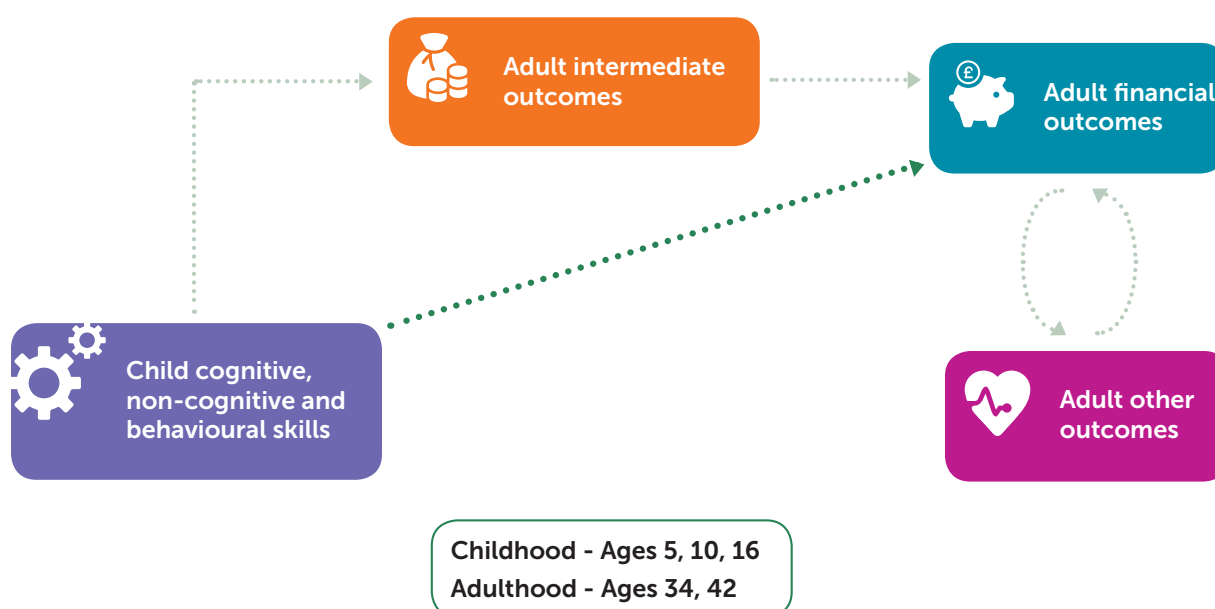 Adult intermediate
outcomes
£
Adult financial
outcomes
Child cognitive,
non-cognitive and
behavioural skills
Adult other
outcomes
Childhood - Ages 5, 10, 16
Adulthood - Ages 34, 42